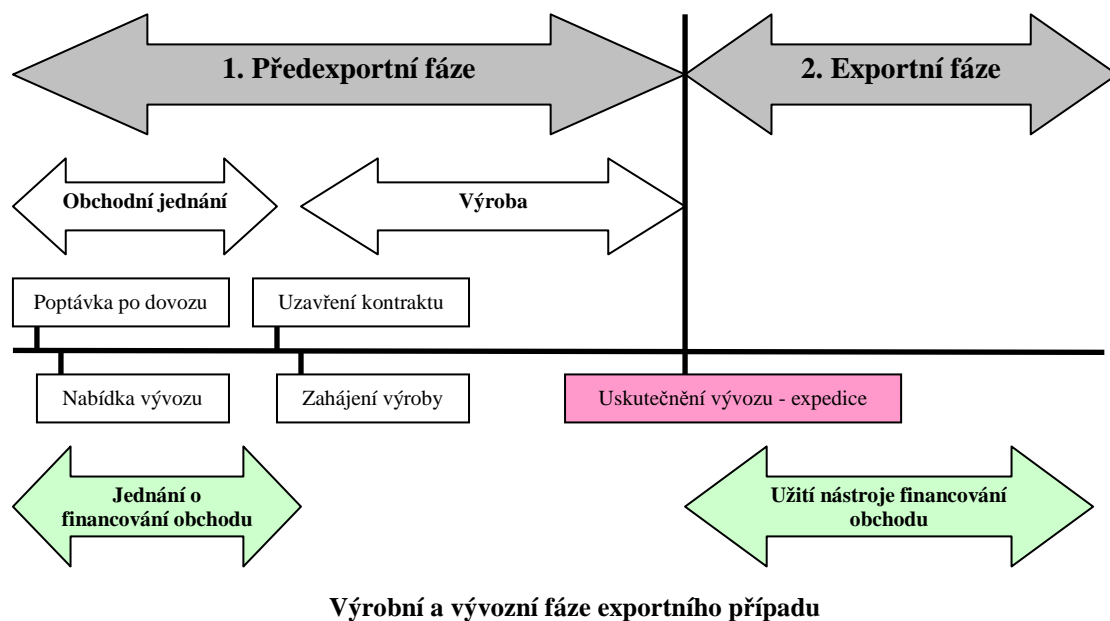 1. Předexportní fáze
2. Exportní fáze
Obchodní jednání
Výroba
Poptávka po dovozu
Uzavření kontraktu
Nabídka vývozu
Zahájení výroby
Uskutečnění vývozu - expedice
Jednání o
financování obchodu
Užití nástroje financování
obchodu
Výrobní a vývozní fáze exportního případu